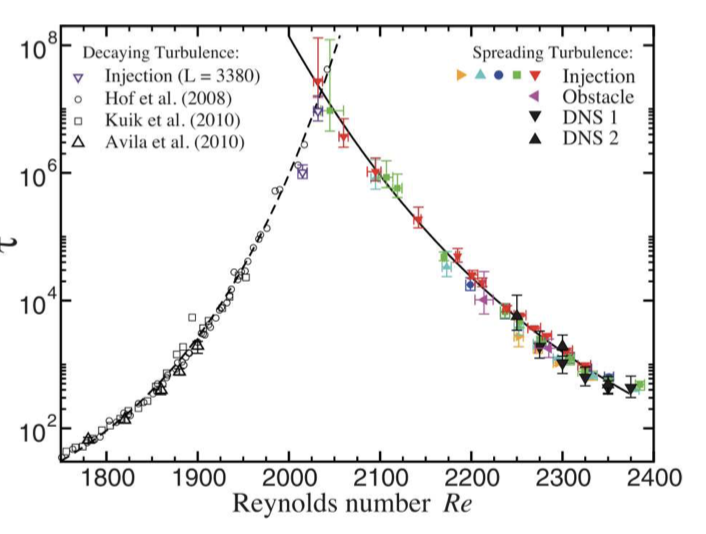 10^8
10^6
10^4
10^2
τ
Decaying Turbulence:
Injection (L = 3380)
Hof et al. (2008)
Kuik et al. (2010)
Avila et al. (2010)
Spreading Turbulence:
Injection
Obstacle
DNS 1
DNS 2
1800 1900 2000 2100 2200 2300 2400
Reynolds number Re